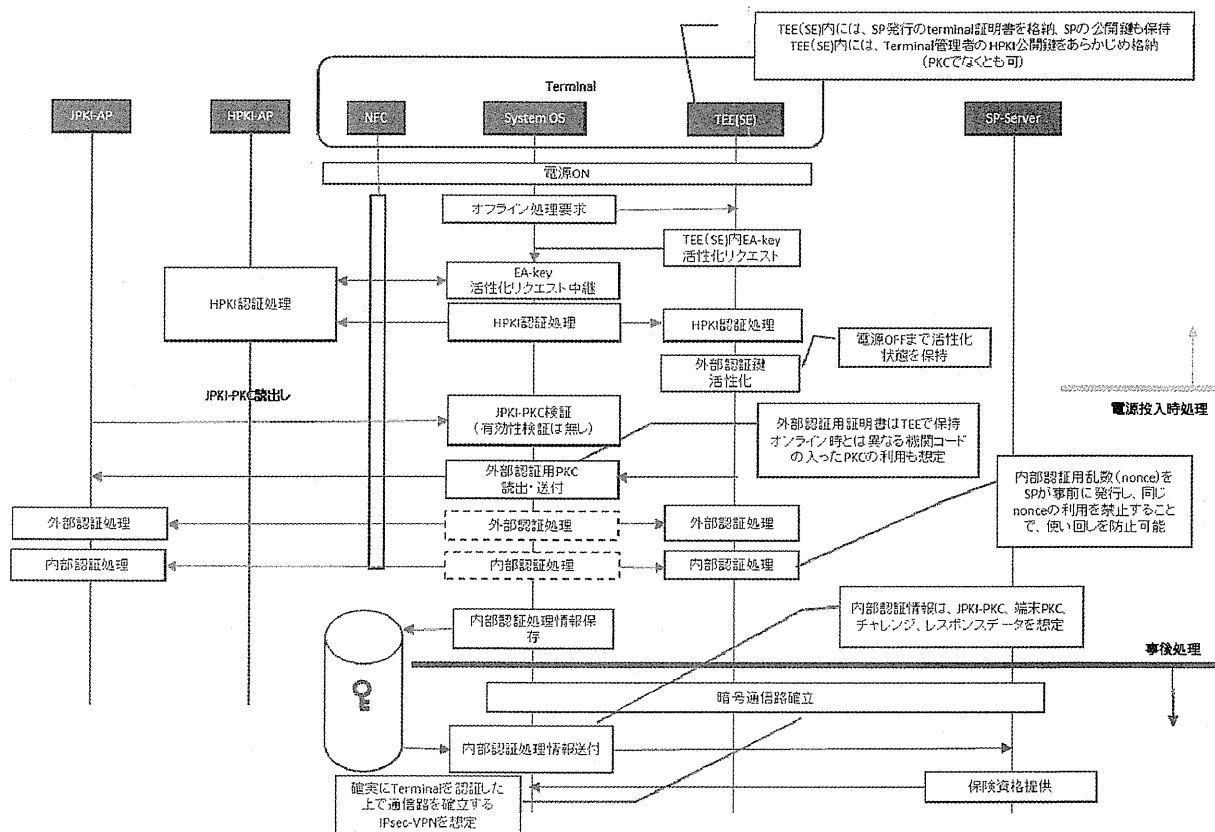 TEE(SE)内には、SP発行のterminal証明書を格納、SPの公開鍵も保持
TEE(SE)内には、Terminal管理者のHPKI公開鍵をあらかじめ格納
(PKCでなくとも可)
Terminal
JPKI-AP
HPKI-AP
NFC
System OS
TEE(SE)
SP-Server
電源ON
オフライン処理要求
TEE(SE)内EA-key
活性化リクエスト
EA-key
活性化リクエスト中継
HPKI認証処理
HPKI認証処理
HPKI認証処理
電源OFFまで活性化
状態を保持
外部認証鍵
活性化
電源投入時処理
JPKI-PKC読出し
JPKI-PKC検証
(有効性検証は無し)
外部認証用証明書はTEEで保持
オンライン時とは異なる機関コード
の入ったPKCの利用も想定
外部認証用PKC
読出・送付
内部認証用乱数(nonce)を
SPが事前に発行し、同じ
nonceの利用を禁止すること
で、使い回しを防止可能
外部認証処理
外部認証処理
外部認証処理
内部認証処理
内部認証処理
内部認証処理
内部認証情報は、JPKI-PKC、端末PKC、
チャレンジ、レスポンスデータを想定
内部認証処理情報保
存
事後処理
暗号通信路確立
内部認証処理情報送付
保険資格提供
確実にTerminalを認証した
上で通信路を確立する
IPsec-VPNを想定